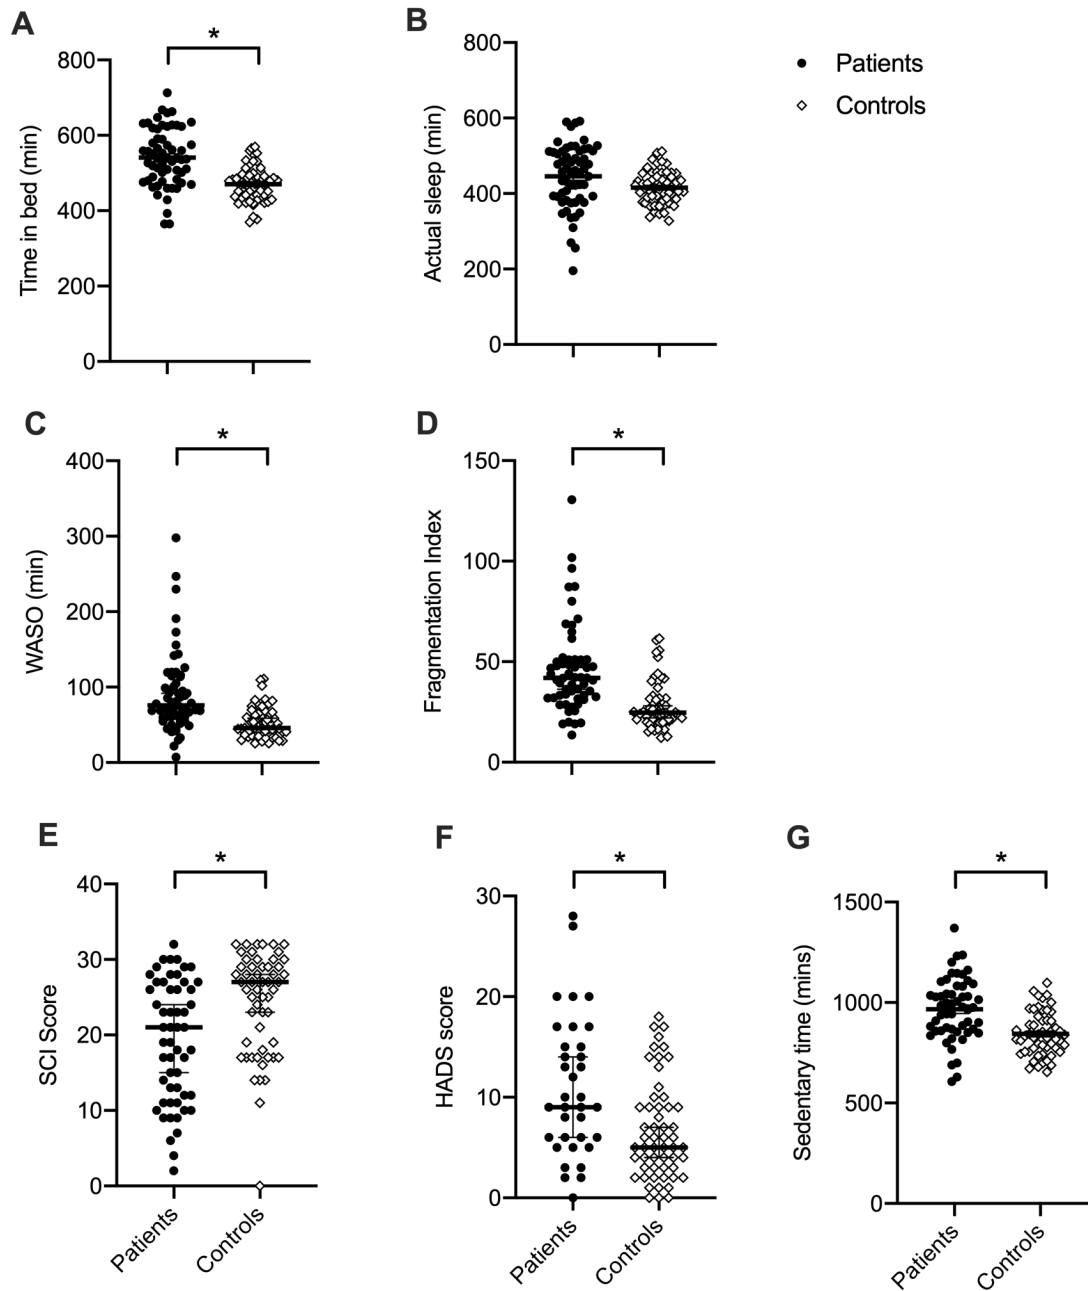 A
*
800
600
400
200
0
Time in bed (min)
B
800
600
400
200
0
Actual sleep (min)
Patients
Controls
C
*
400
300
200
100
0
WASO (min)
D
*
150
100
50
0
Fragmentation Index
E
*
40
30
20
10
0
SCI Score
Patients
Controls
F
*
30
20
10
0
HADS score
Patients
Controls
G
*
1500
1000
500
0
Sedentary time (mins)
Patients
Controls